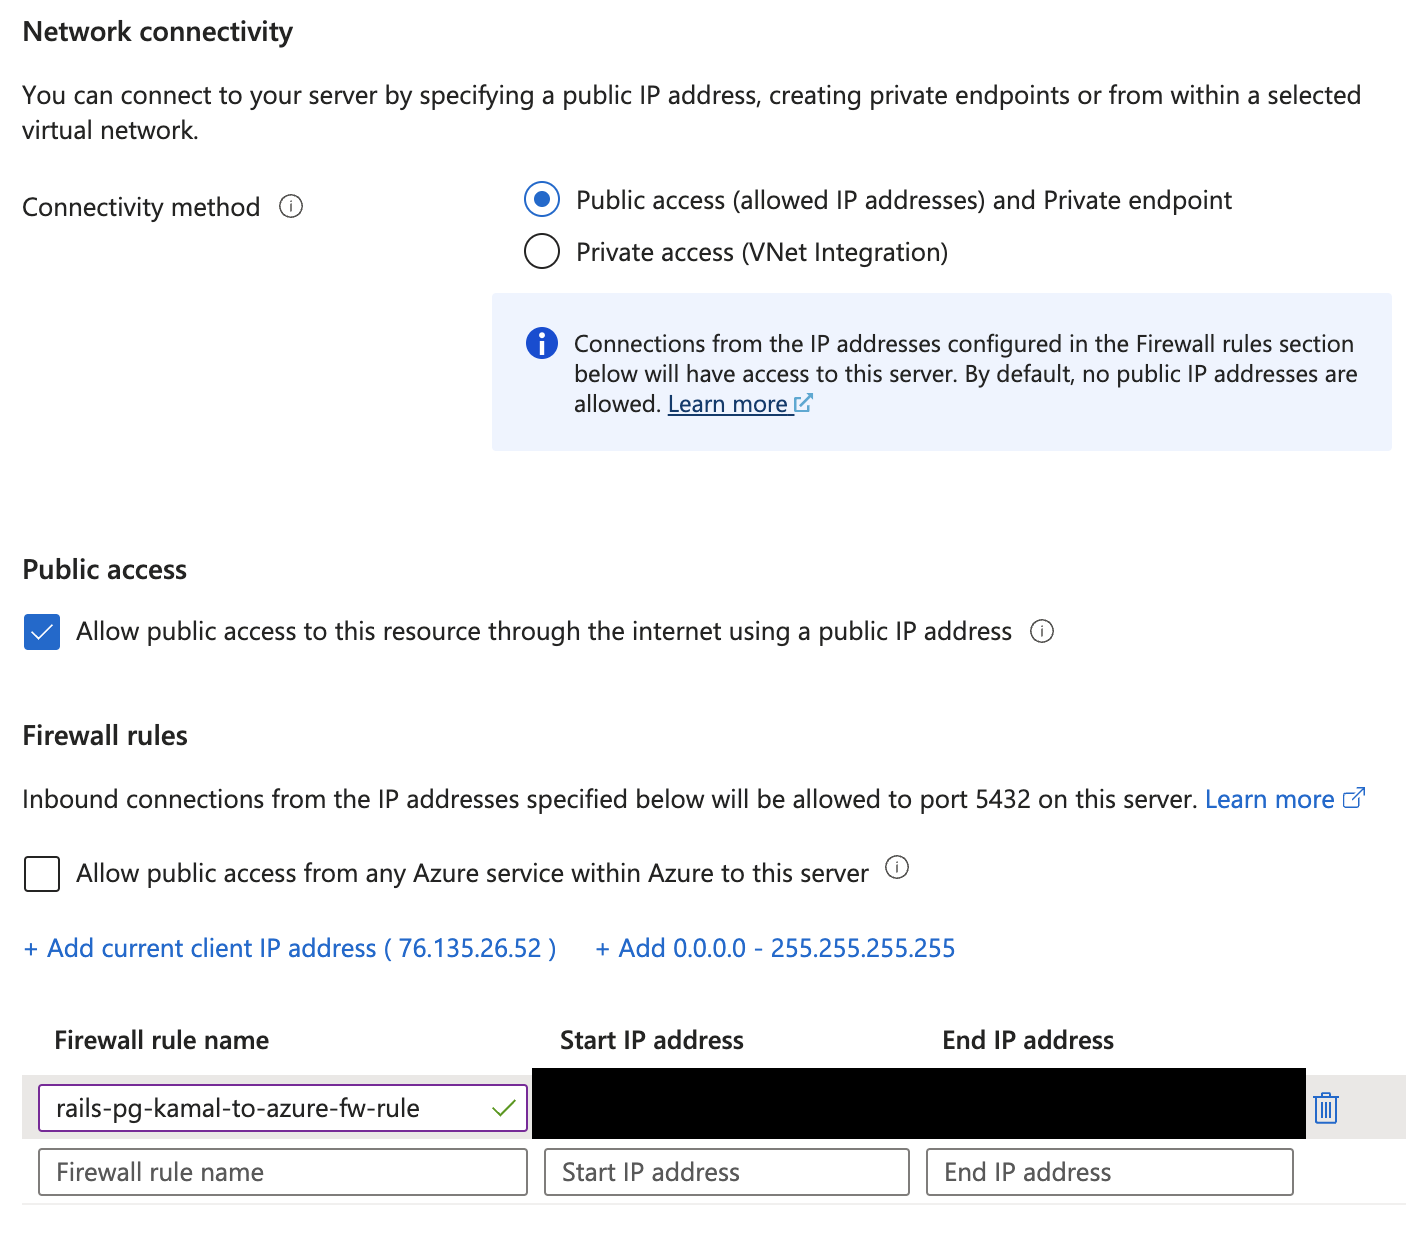 Network connectivity
You can connect to your server by specifying a public IP address, creating private endpoints or from within a selected
virtual network.
Connectivity method
Public access (allowed IP addresses) and Private endpoint
Private access (VNet Integration)
Connections from the IP addresses configured in the Firewall rules section
below will have access to this server. By default, no public IP addresses are
allowed. Learn more
Public access
Allow public access to this resource through the internet using a public IP address
Firewall rules
Inbound connections from the IP addresses specified below will be allowed to port 5432 on this server. Learn more
Allow public access from any Azure service within Azure to this server
+ Add current client IP address ( 76.135.26.52 ) + Add 0.0.0.0 - 255.255.255.255
Firewall rule name Start IP address End IP address
rails-pg-kamal-to-azure-fw-rule
Firewall rule name Start IP address End IP address